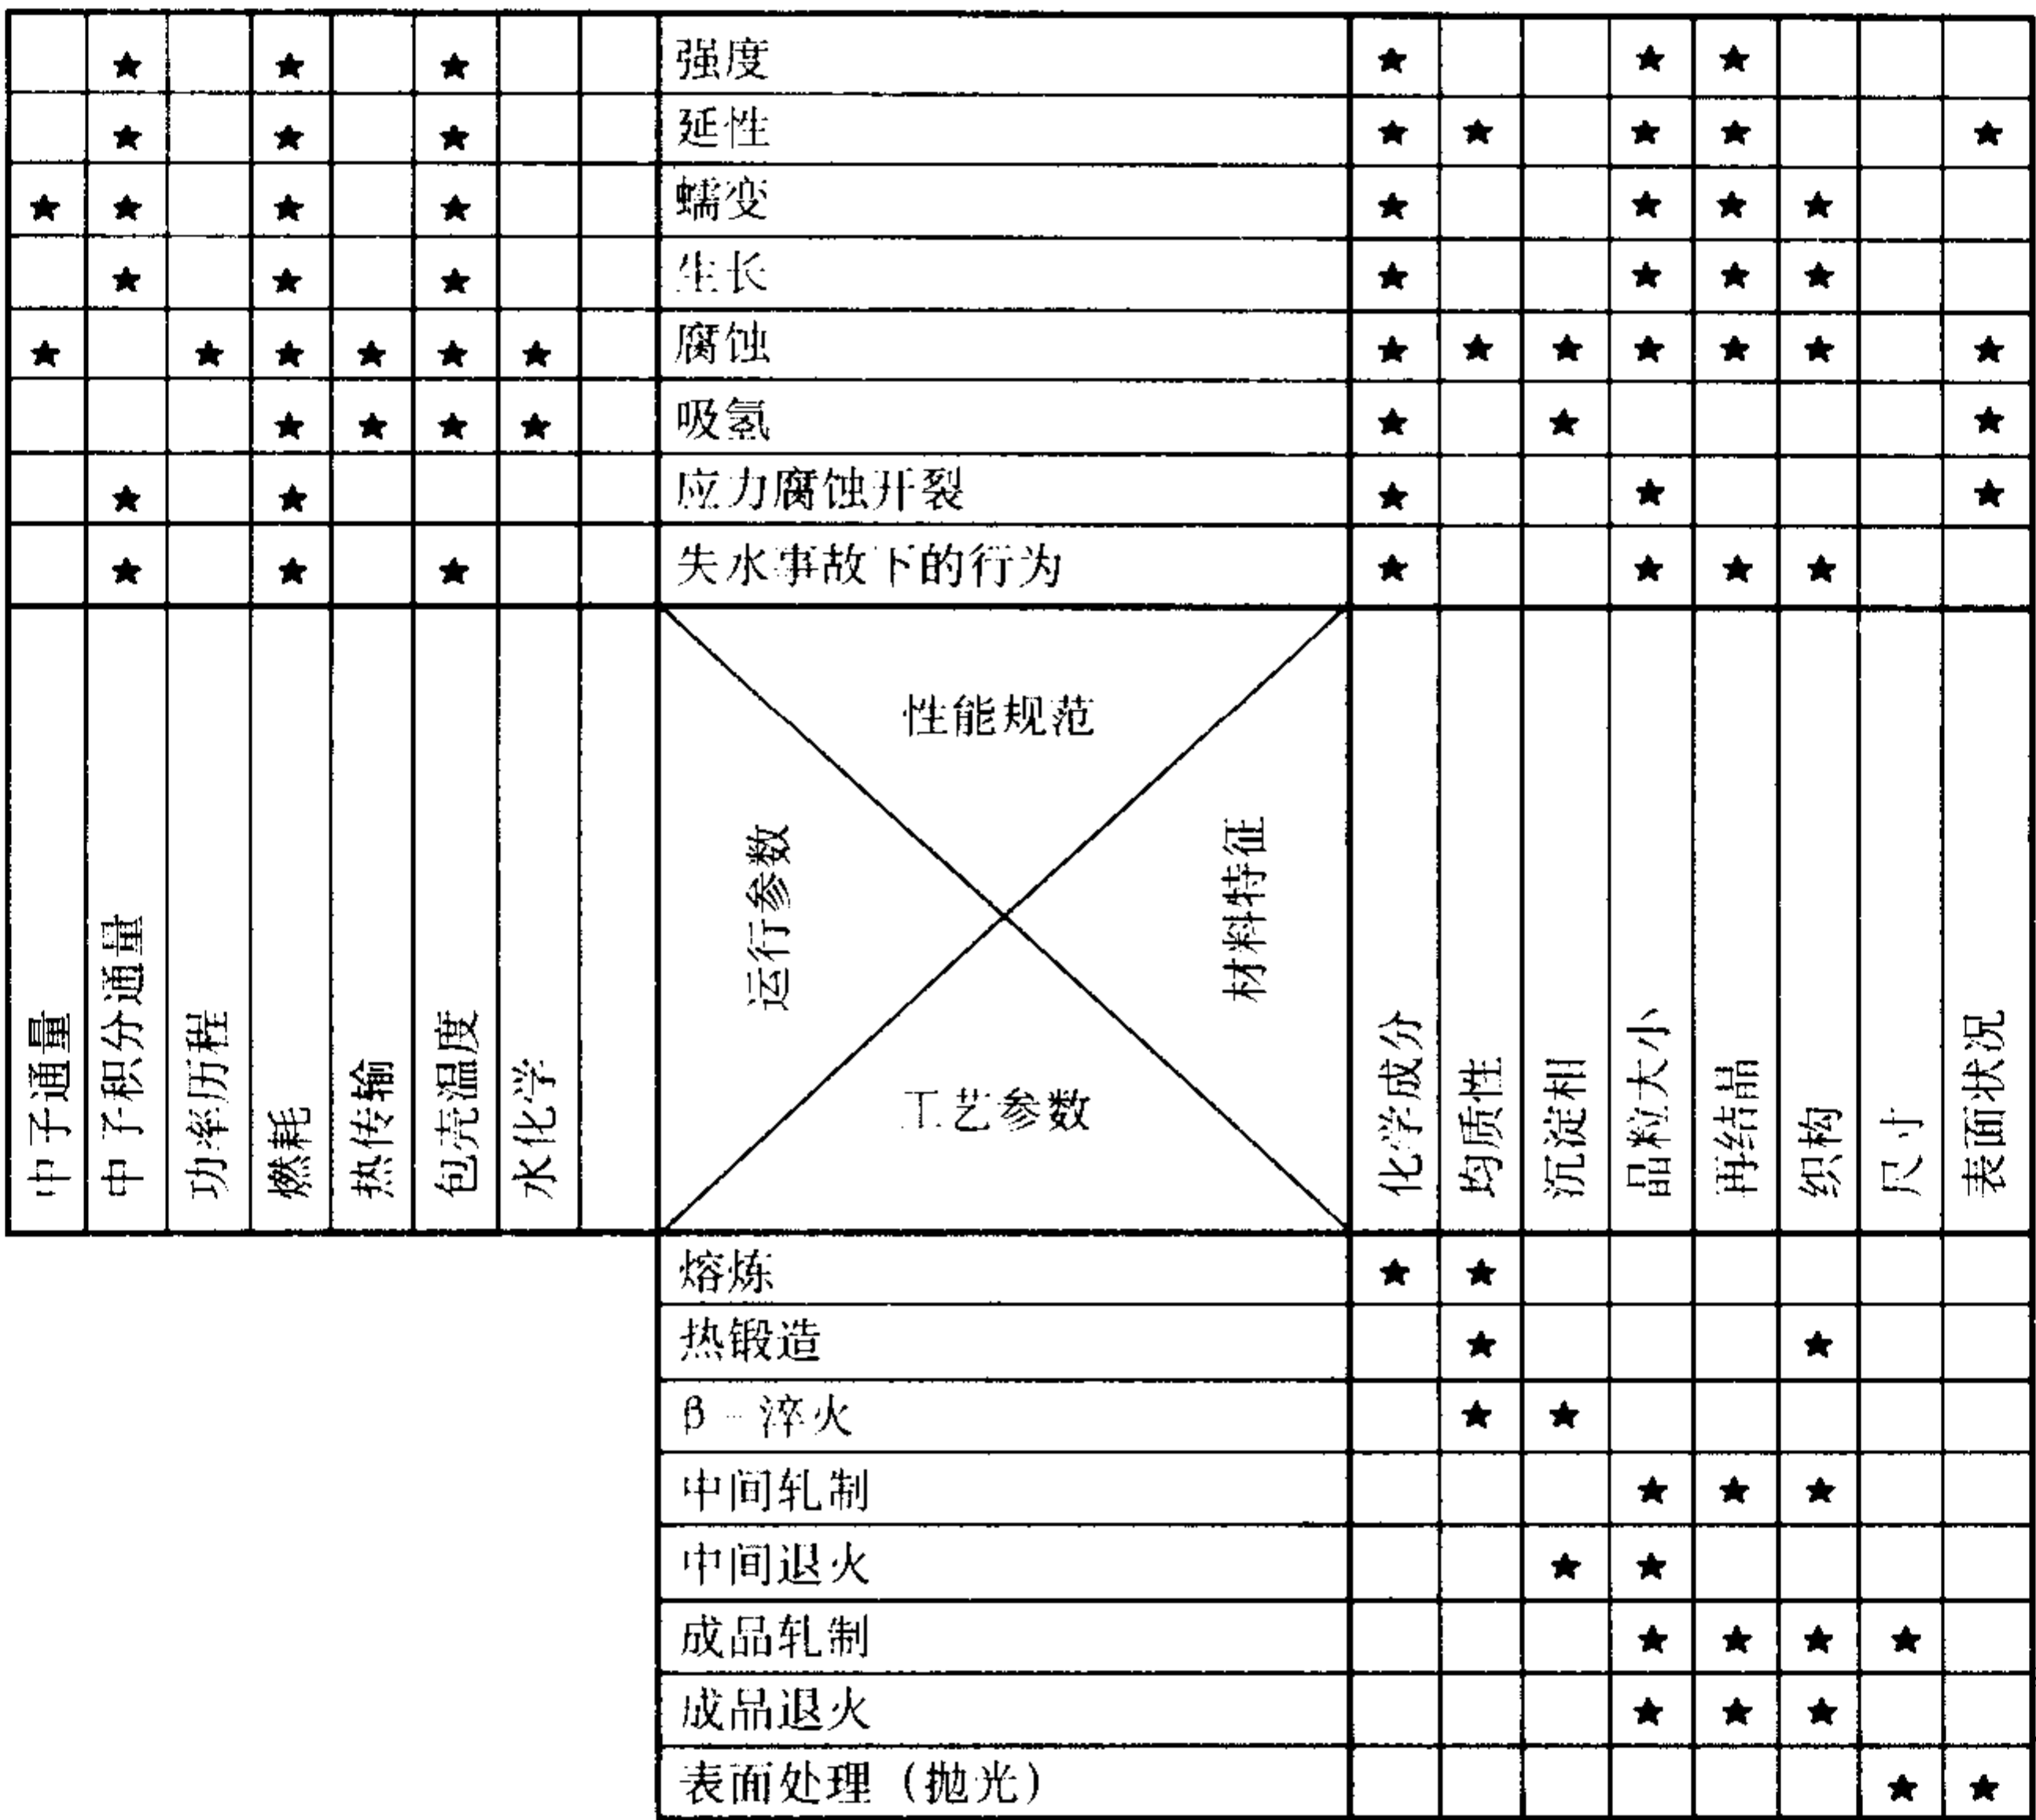 ★ ★ ★ 强度 ★ ★ ★
★ ★ ★ 延性 ★ ★ ★ ★ ★
★ ★ ★ ★ 蠕变 ★ ★ ★ ★
★ ★ ★ 生长 ★ ★ ★ ★
★ ★ ★ ★ ★ ★ 腐蚀 ★ ★ ★ ★ ★ ★ ★
★ ★ ★ ★ 吸氢 ★ ★ ★
★ ★ 应力腐蚀开裂 ★ ★ ★
★ ★ ★ 失水事故下的行为 ★ ★ ★ ★
中子通量
中子积分通量
功率历程
燃耗
热传输
包壳温度
水化学
性能规范
运行参数
材料特征
工艺参数
化学成分
均质性
沉淀相
晶粒大小
再结晶
织构
尺寸
表面状况
熔炼 ★ ★
热锻造 ★ ★
β-淬火 ★ ★
中间轧制 ★ ★ ★
中间退火 ★ ★
成品轧制 ★ ★ ★ ★
成品退火 ★ ★ ★
表面处理（抛光） ★ ★